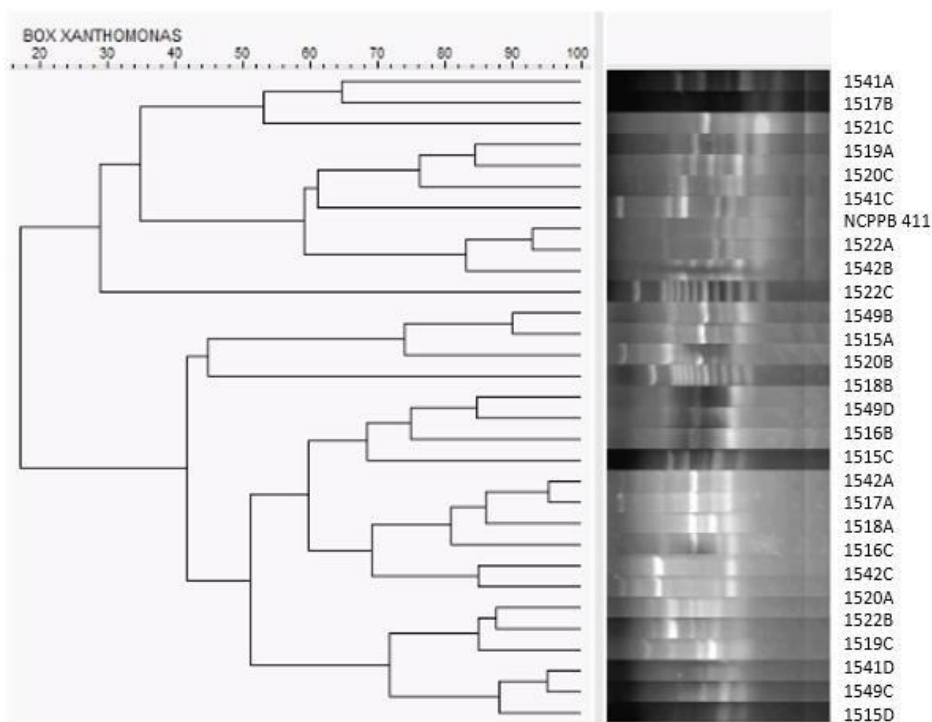 BOX XANTHOMONAS
20 30 40 50 60 70 80 90 100
1541A
1517B
1521C
1519A
1520C
1541C
NCPPB 411
1522A
1542B
1522C
1549B
1515A
1520B
1518B
1549D
1516B
1515C
1542A
1517A
1518A
1516C
1542C
1520A
1522B
1519C
1541D
1549C
1515D